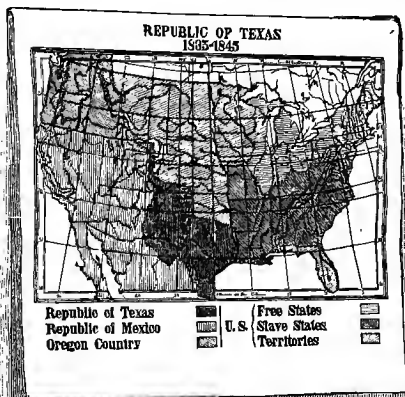 REPUBLIC OF TEXAS
1835-1845
Republic of Texas
Republic of Mexico
Oregon Country
U. S.
Free States
Slave States
Territories